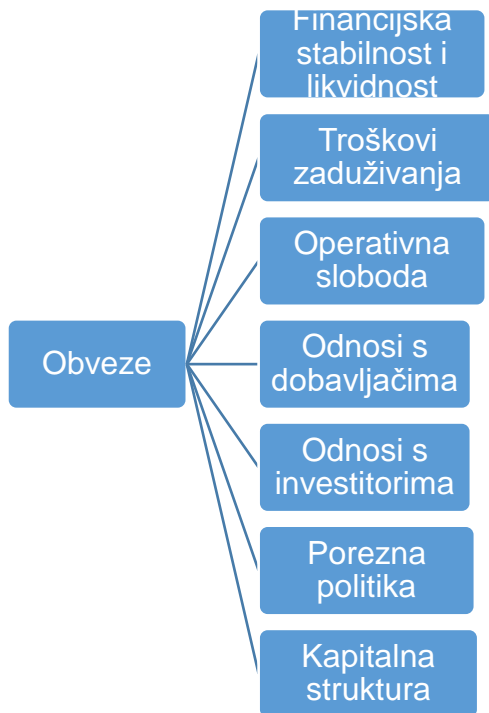 Financijska
stabilnost i
likvidnost
Troškovi
zaduživanja
Operativna
sloboda
Obveze
Odnosi s
dobavljačima
Odnosi s
investitorima
Porezna
politika
Kapitalna
struktura